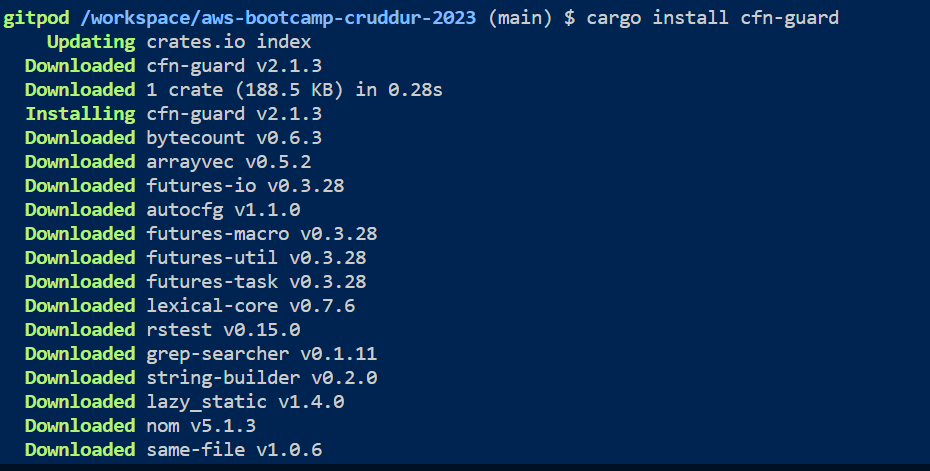 gitpod /workspace/aws-bootcamp-cruddur-2023 (main) $ cargo install cfn-guard
Updating crates.io index
Downloaded cfn-guard v2.1.3
Downloaded 1 crate (188.5 KB) in 0.28s
Installing cfn-guard v2.1.3
Downloaded bytecount v0.6.3
Downloaded arrayvec v0.5.2
Downloaded futures-io v0.3.28
Downloaded autocfg v1.1.0
Downloaded futures-macro v0.3.28
Downloaded futures-util v0.3.28
Downloaded futures-task v0.3.28
Downloaded lexical-core v0.7.6
Downloaded rstest v0.15.0
Downloaded grep-searcher v0.1.11
Downloaded string-builder v0.2.0
Downloaded lazy_static v1.4.0
Downloaded nom v5.1.3
Downloaded same-file v1.0.6